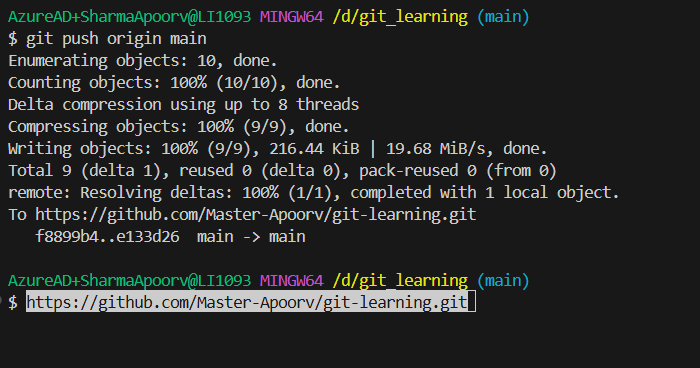 AzureAD+SharmaApoorv@LI1093 MINGW64 /d/git_learning (main)
$ git push origin main
Enumerating objects: 10, done.
Counting objects: 100% (10/10), done.
Delta compression using up to 8 threads
Compressing objects: 100% (9/9), done.
Writing objects: 100% (9/9), 216.44 KiB | 19.68 MiB/s, done.
Total 9 (delta 1), reused 0 (delta 0), pack-reused 0 (from 0)
remote: Resolving deltas: 100% (1/1), completed with 1 local object.
To https://github.com/Master-Apoorv/git-learning.git
   f8899b4..e133d26  main -> main
AzureAD+SharmaApoorv@LI1093 MINGW64 /d/git_learning (main)
$ https://github.com/Master-Apoorv/git-learning.git